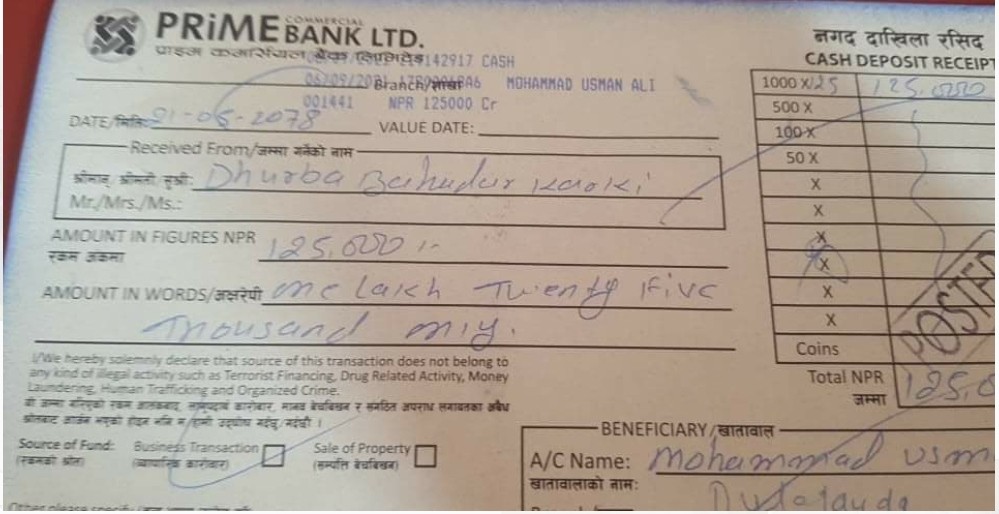 PRIME COMMERCIAL BANK LTD.
प्राइम कमर्सियल बैंक लिमिटेड
142917 CASH
06/09/2021 MOHAMMAD USMAN ALI
Branch/शाखा
001441 NPR 125000 Cr
DATE/मिति: 21-05-2078 VALUE DATE:
Received From/जम्मा गर्नेको नाम
श्रीमान्, श्रीमती, सुश्री: Dhurba Bahadur Karki
Mr./Mrs./Ms.:
AMOUNT IN FIGURES NPR 125,000/-
रकम अंकमा
AMOUNT IN WORDS/अक्षरेपी One lakh Twenty Five
Thousand
I/We hereby solemnly declare that source of this transaction does not belong to
any kind of illegal activity such as Terrorist Financing, Drug Related Activity, Money
Laundering, Human Trafficking and Organized Crime.
Source of Fund: Business Transaction Sale of Property
(रकमको श्रोत) (व्यापारिक कारोबार) (सम्पत्ति बेचबिखन)
Other please specify
नगद दाखिला रसिद
CASH DEPOSIT RECEIPT
1000 X 125 125,000
500 X
100 X
50 X
X
X
X
X
X
X
Coins
Total NPR 125,0
जम्मा
POSTED
BENEFICIARY/खातावाल
A/C Name: Mohammad Usm
खातावालाको नाम: